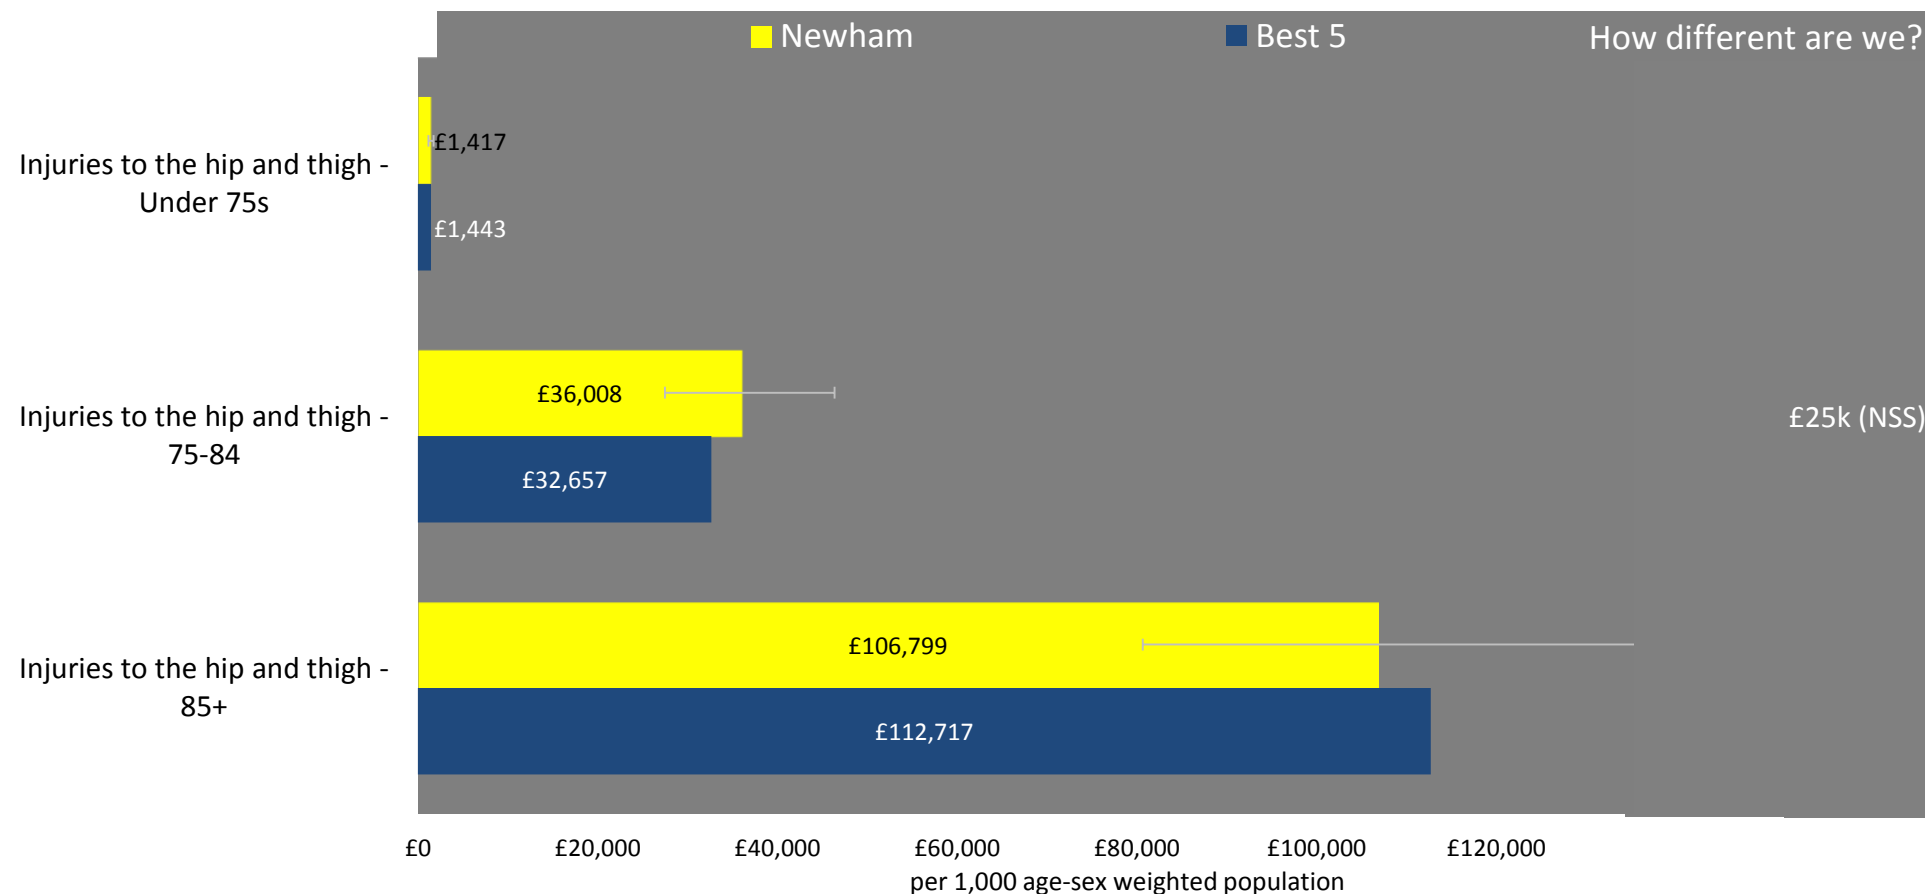 Newham
Best 5
How different are we?
Injuries to the hip and thigh -
Under 75s
£1,417
£1,443
Injuries to the hip and thigh -
75-84
£36,008
£32,657
£25k (NSS)
Injuries to the hip and thigh -
85+
£106,799
£112,717
£0
£20,000
£40,000
£60,000
£80,000
£100,000
£120,000
per 1,000 age-sex weighted population